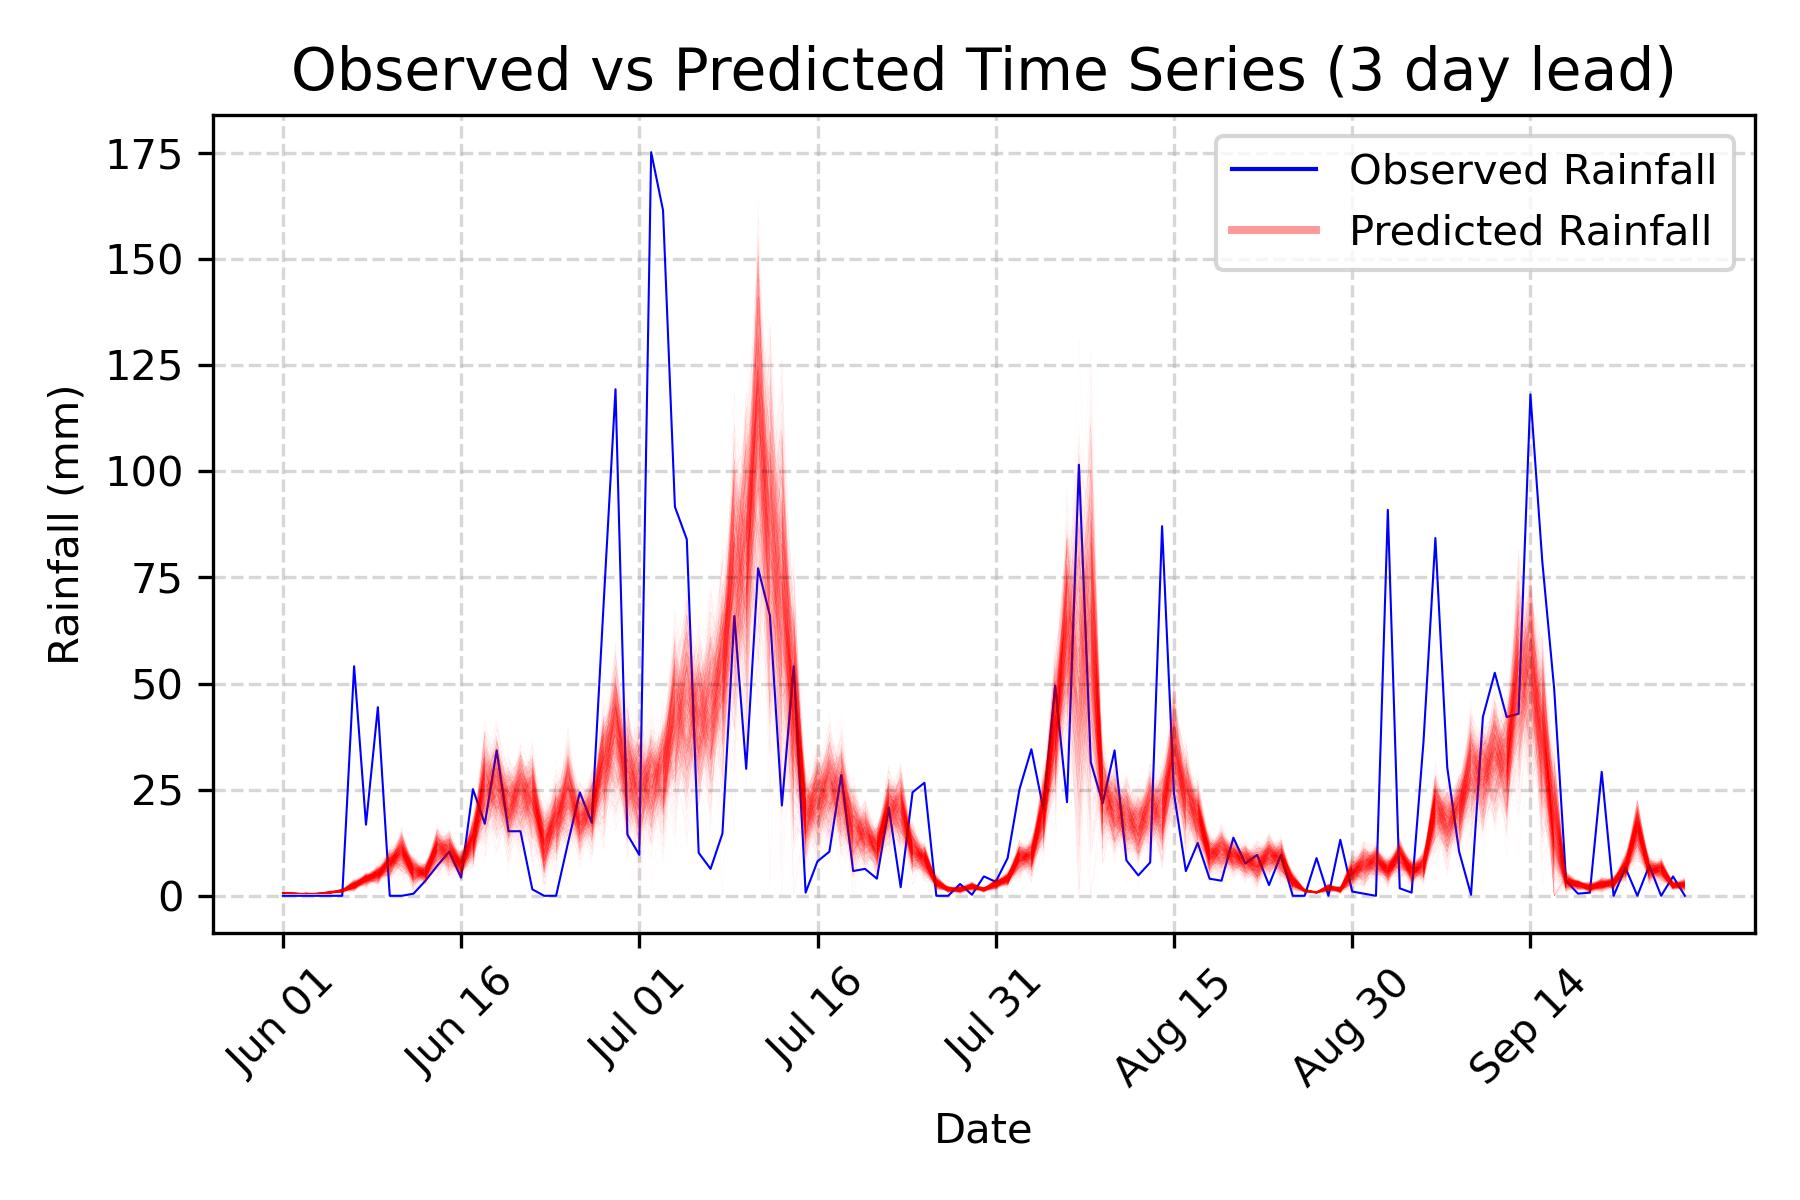 Observed vs Predicted Time Series (3 day lead)
Observed Rainfall
Predicted Rainfall
Rainfall (mm)
175
150
125
100
75
50
25
0
Jun 01
Jun 16
Jul 01
Jul 16
Jul 31
Aug 15
Aug 30
Sep 14
Date